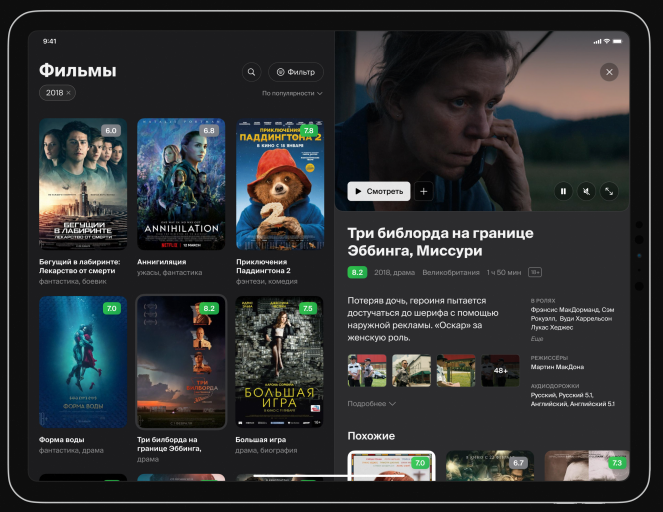 9:41
Фильмы
Фильтр
2018 ×
По популярности
6.0
БЕГУЩИЙ
В ЛАБИРИНТЕ
ЛЕКАРСТВО ОТ СМЕРТИ
Бегущий в лабиринте:
Лекарство от смерти
фантастика, боевик
6.8
ANNIHILATION
NETFLIX | 12 MARCH
Аннигиляция
ужасы, фантастика
7.8
ПРИКЛЮЧЕНИЯ
ПАДДИНГТОНА 2
В КИНО С 18 ЯНВАРЯ
Приключения
Паддингтона 2
фэнтези, комедия
7.0
ФОРМА ВОДЫ
Форма воды
фантастика, драма
8.2
ТРИ
БИЛБОРДА
Три билборда на
границе Эббинга,
драма
7.5
БОЛЬШАЯ
ИГРА
Большая игра
драма, биография
Смотреть
Три библорда на границе
Эббинга, Миссури
8.2 2018, драма Великобритания 1 ч 50 мин 18+
Потеряв дочь, героиня пытается
достучаться до шерифа с помощью
наружной рекламы. «Оскар» за
женскую роль.
48+
Подробнее
В РОЛЯХ
Фрэнсис МакДорманд, Сэм
Рокуэлл, Вуди Харрельсон
Лукас Хеджес
Еще
РЕЖИССЁРЫ
Мартин МакДона
АУДИОДОРОЖКИ
Русский, Русский 5.1,
Английский, Английский 5.1
Похожие
7.0
6.7
7.3